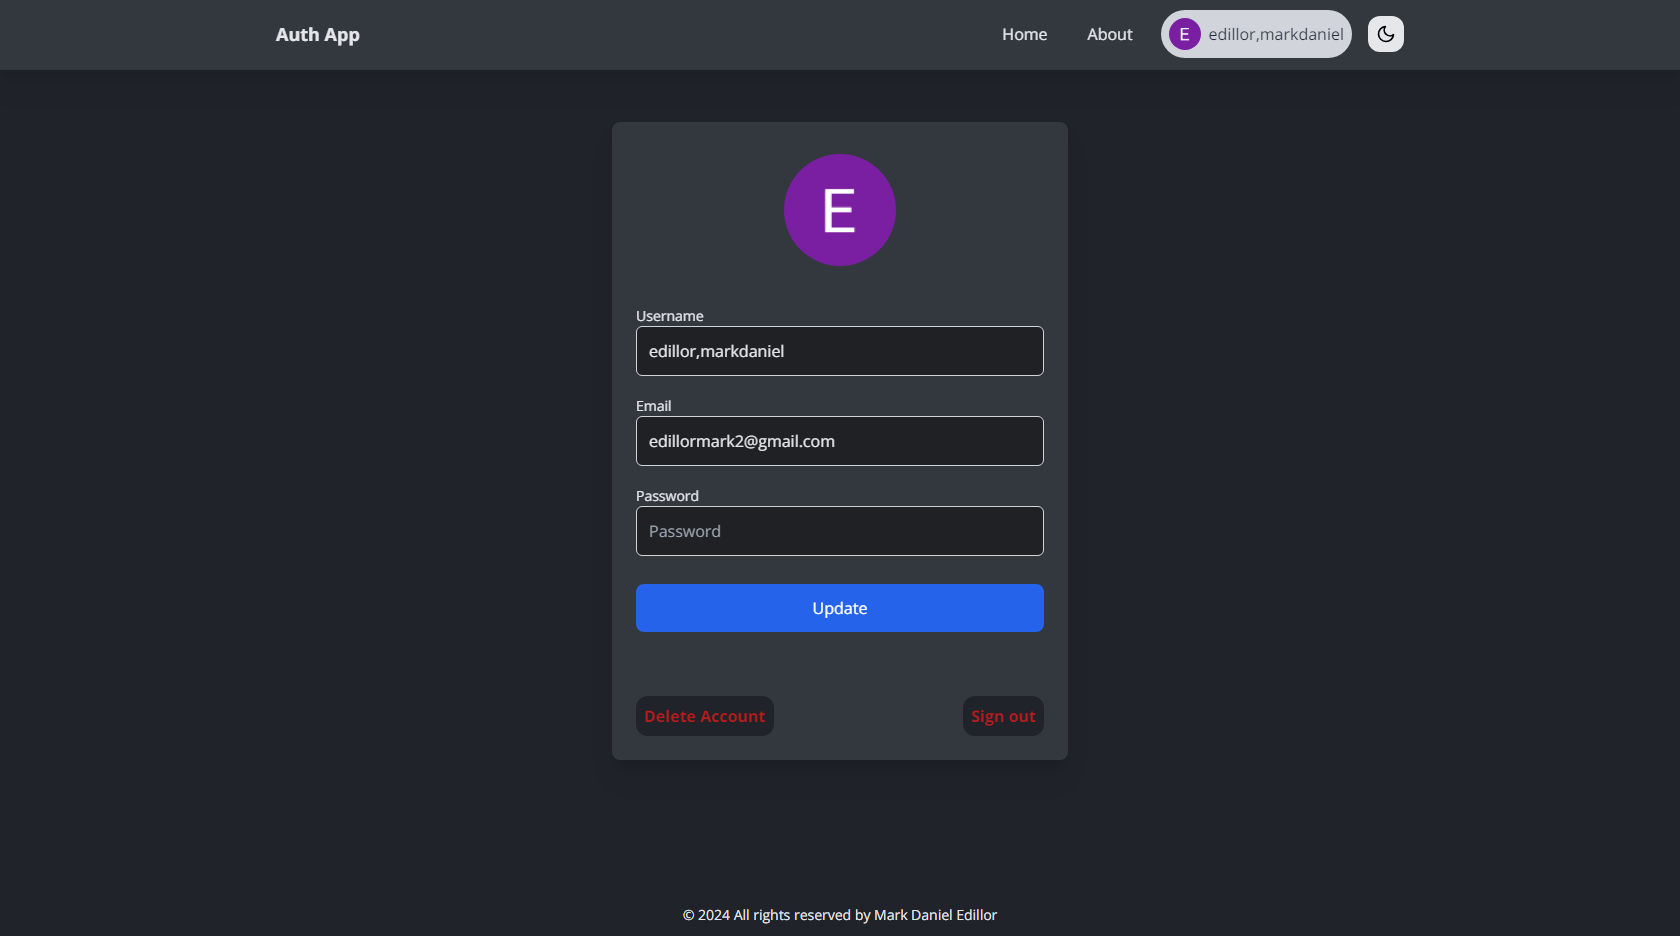 Auth App
Home
About
E
edillor,markdaniel
E
Username
edillor,markdaniel
Email
edillormark2@gmail.com
Password
Password
Update
Delete Account
Sign out
© 2024 All rights reserved by Mark Daniel Edillor